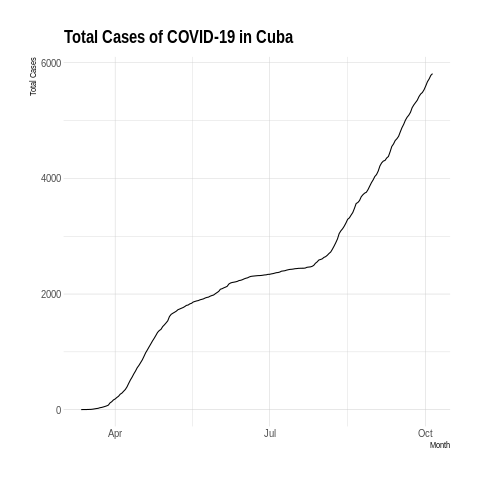 Total Cases of COVID-19 in Cuba
Total Cases
6000
4000
2000
0
Apr
Jul
Oct
Month